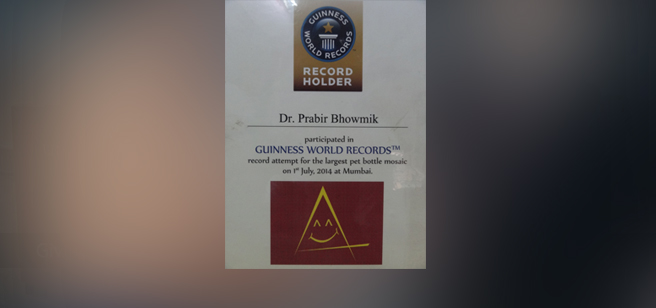 GUINNESS
WORLD RECORDS
RECORD
HOLDER
Dr. Prabir Bhowmik
participated in
GUINNESS WORLD RECORDS™
record attempt for the largest pet bottle mosaic
on 1st July, 2014 at Mumbai.